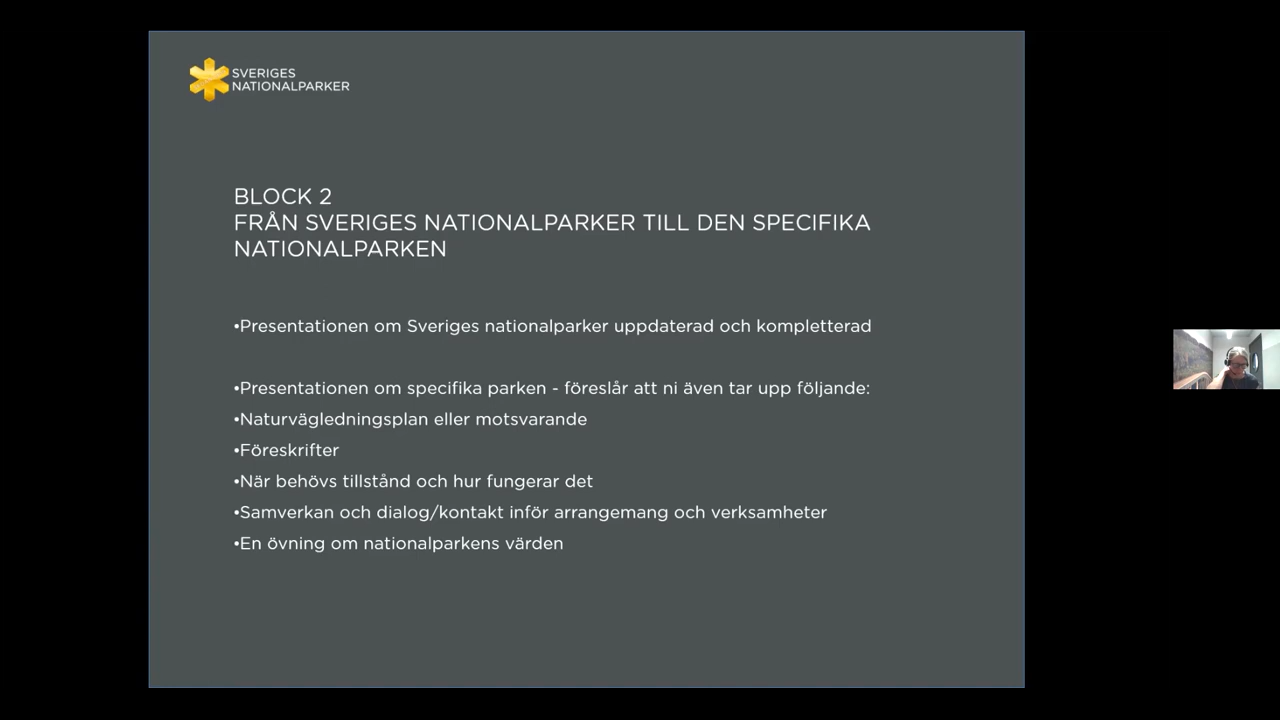 SVERIGES
NATIONALPARKER
BLOCK 2
FRÅN SVERIGES NATIONALPARKER TILL DEN SPECIFIKA
NATIONALPARKEN
•Presentationen om Sveriges nationalparker uppdaterad och kompletterad
•Presentationen om specifika parken - föreslår att ni även tar upp följande:
•Naturvägledningsplan eller motsvarande
•Föreskrifter
•När behövs tillstånd och hur fungerar det
•Samverkan och dialog/kontakt inför arrangemang och verksamheter
•En övning om nationalparkens värden